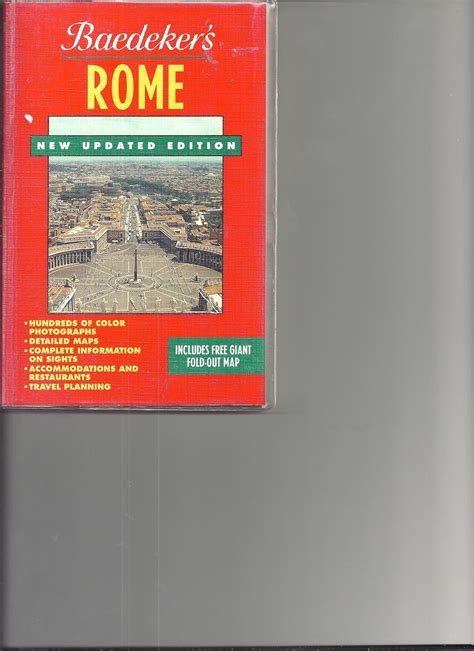 Baedeker's
ROME
NEW UPDATED EDITION
•HUNDREDS OF COLOR
PHOTOGRAPHS
•DETAILED MAPS
•COMPLETE INFORMATION
ON SIGHTS
•ACCOMMODATIONS AND
RESTAURANTS
•TRAVEL PLANNING
INCLUDES FREE GIANT
FOLD-OUT MAP